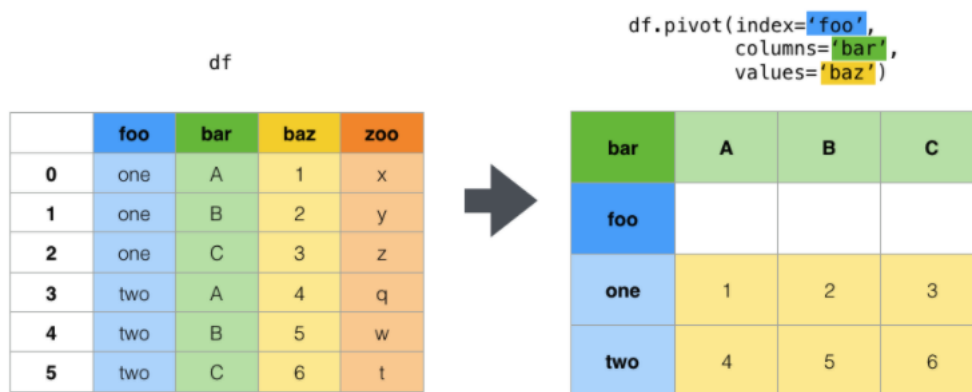 df
foo bar baz zoo
0 one A 1 x
1 one B 2 y
2 one C 3 z
3 two A 4 q
4 two B 5 w
5 two C 6 t
df.pivot(index=‘foo’,
columns=‘bar’,
values=‘baz’)
bar A B C
foo
one 1 2 3
two 4 5 6